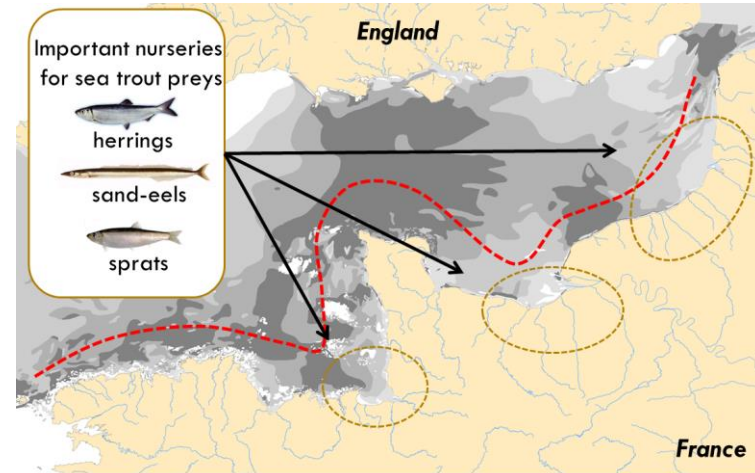 England
Important nurseries
for sea trout preys
herrings
sand-eels
sprats
France